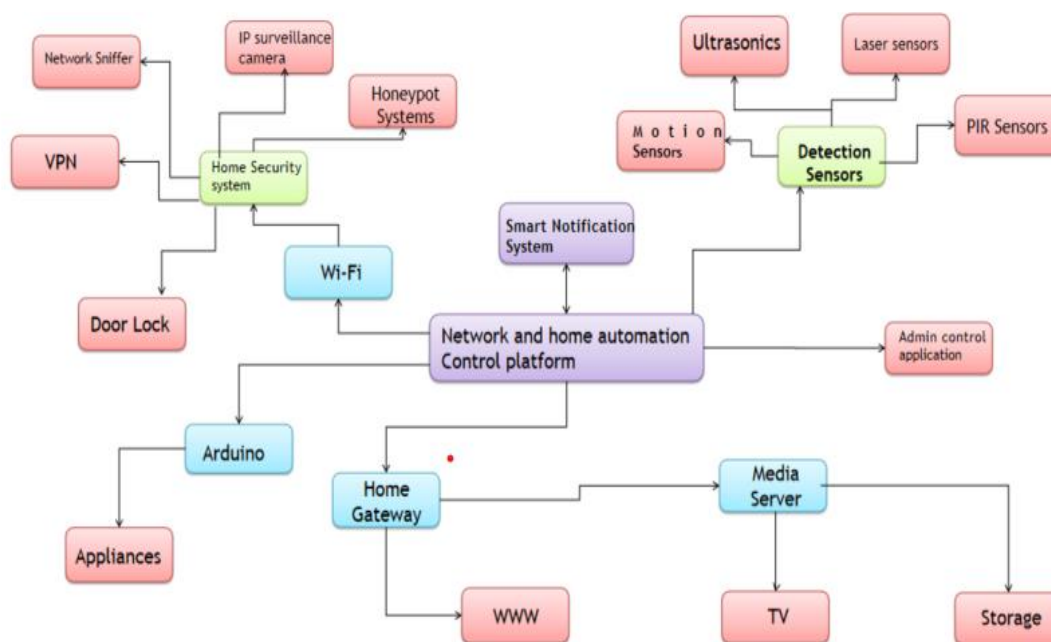 IP surveillance
camera
Network Sniffer
Honeypot
Systems
VPN
Home Security
system
Wi-Fi
Door Lock
Ultrasonics
Laser sensors
Motion
Sensors
PIR Sensors
Detection
Sensors
Smart Notification
System
Network and home automation
Control platform
Admin control
application
Arduino
Appliances
Home
Gateway
Media
Server
WWW
TV
Storage